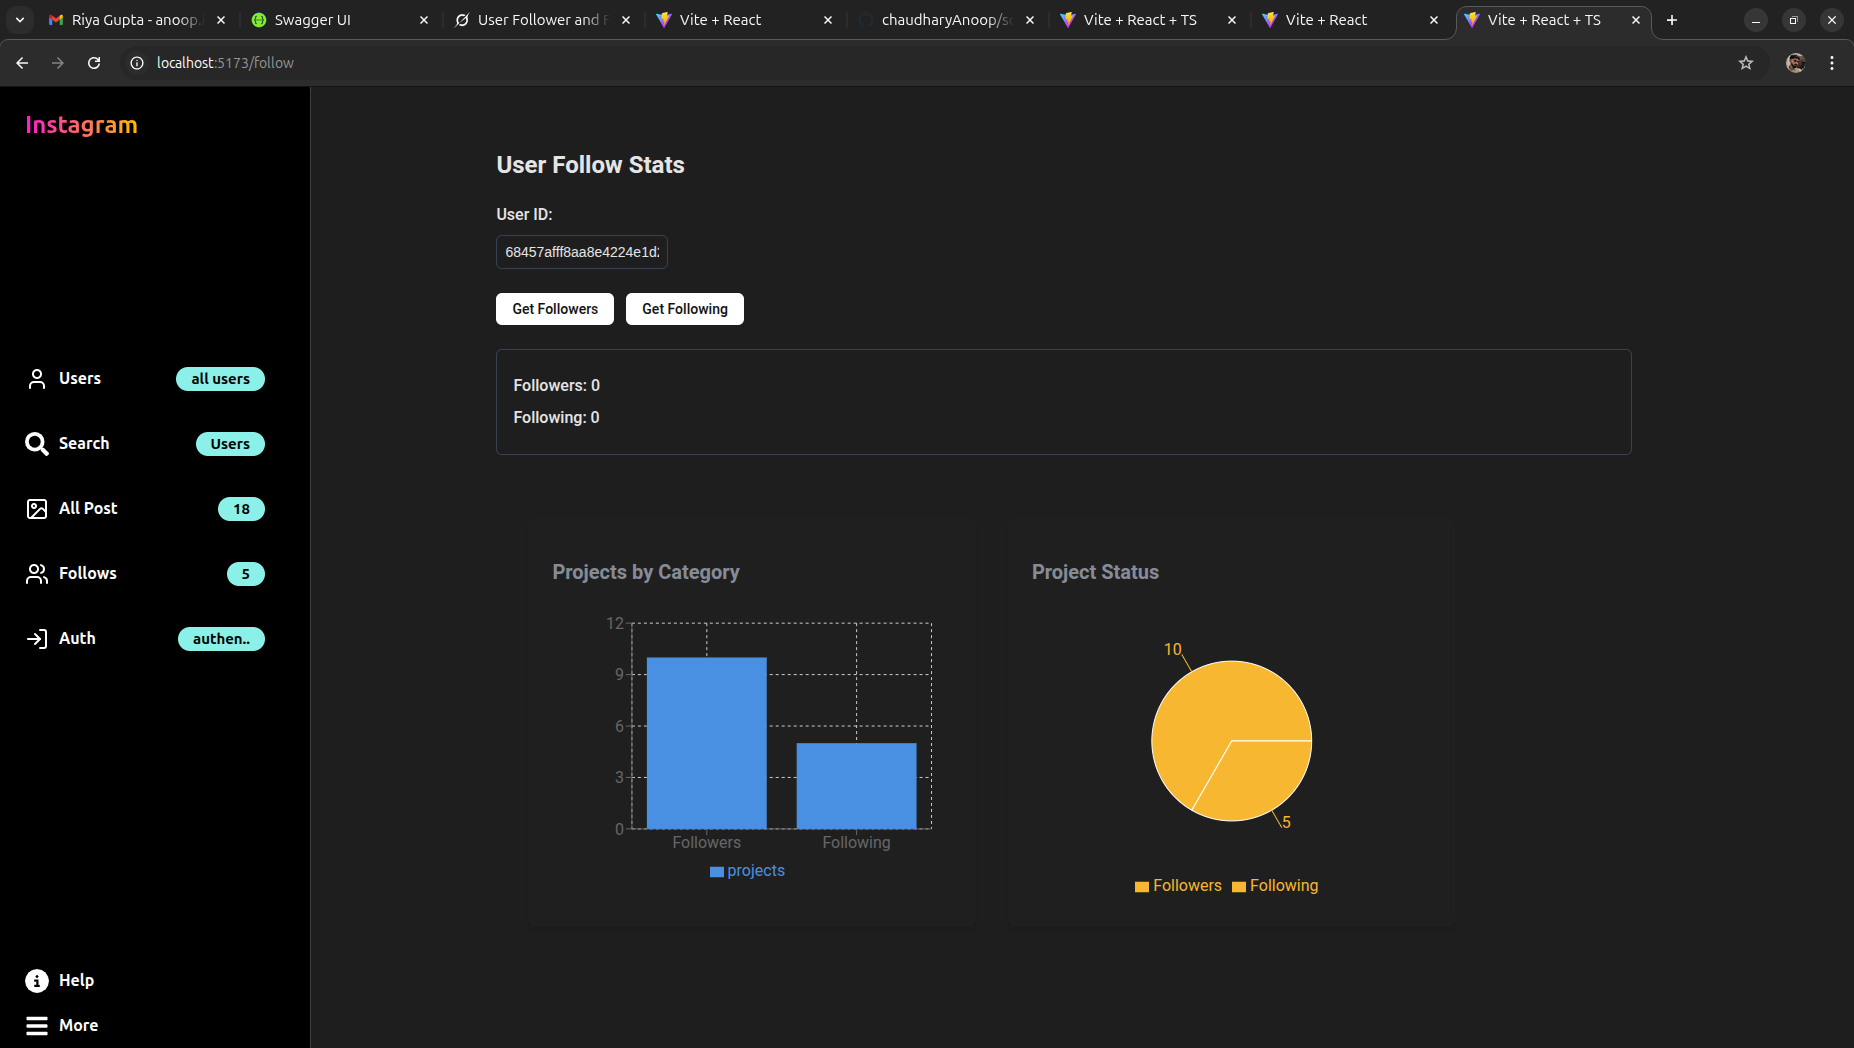 Riya Gupta - anoop.
Swagger UI
User Follower and F
Vite + React
chaudharyAnoop/so
Vite + React + TS
Vite + React
Vite + React + TS
localhost:5173/follow
Instagram
Users all users
Search Users
All Post 18
Follows 5
Auth authen..
Help
More
User Follow Stats
User ID:
68457afff8aa8e4224e1d
Get Followers Get Following
Followers: 0
Following: 0
Projects by Category
12
9
6
3
0
Followers Following
projects
Project Status
10
5
Followers Following